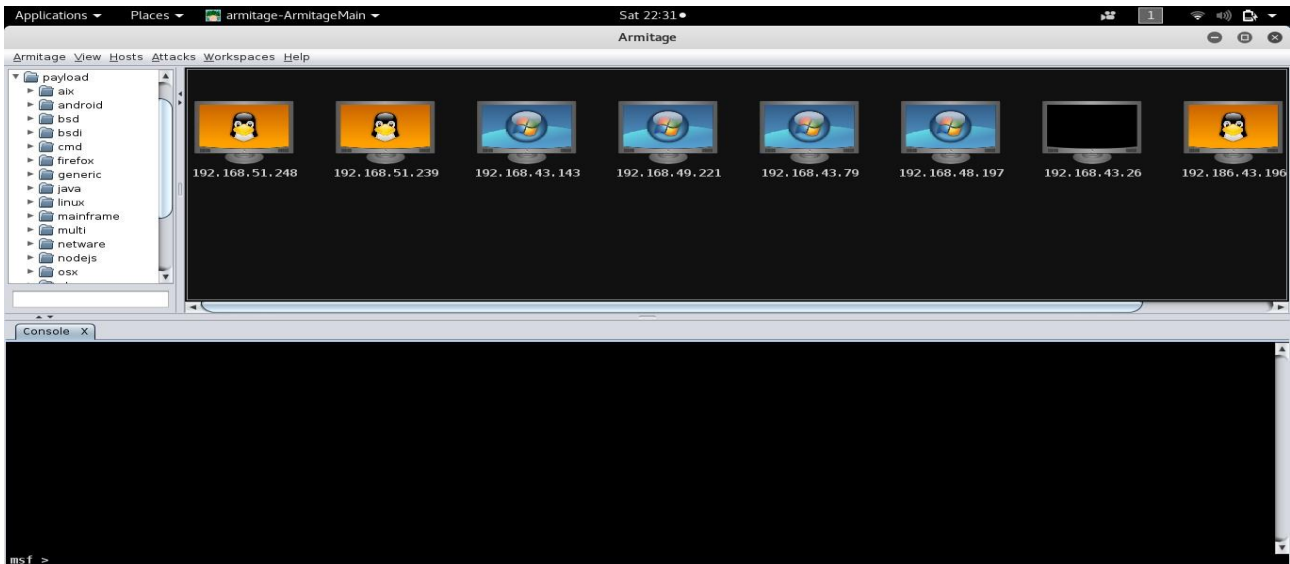 Applications Places armitage-ArmitageMain Sat 22:31 1
Armitage
Armitage View Hosts Attacks Workspaces Help
payload
aix
android
bsd
bsdi
cmd
firefox
generic
java
linux
mainframe
multi
netware
nodejs
osx
192.168.51.248 192.168.51.239 192.168.43.143 192.168.49.221 192.168.43.79 192.168.48.197 192.168.43.26 192.186.43.196
Console X
msf >